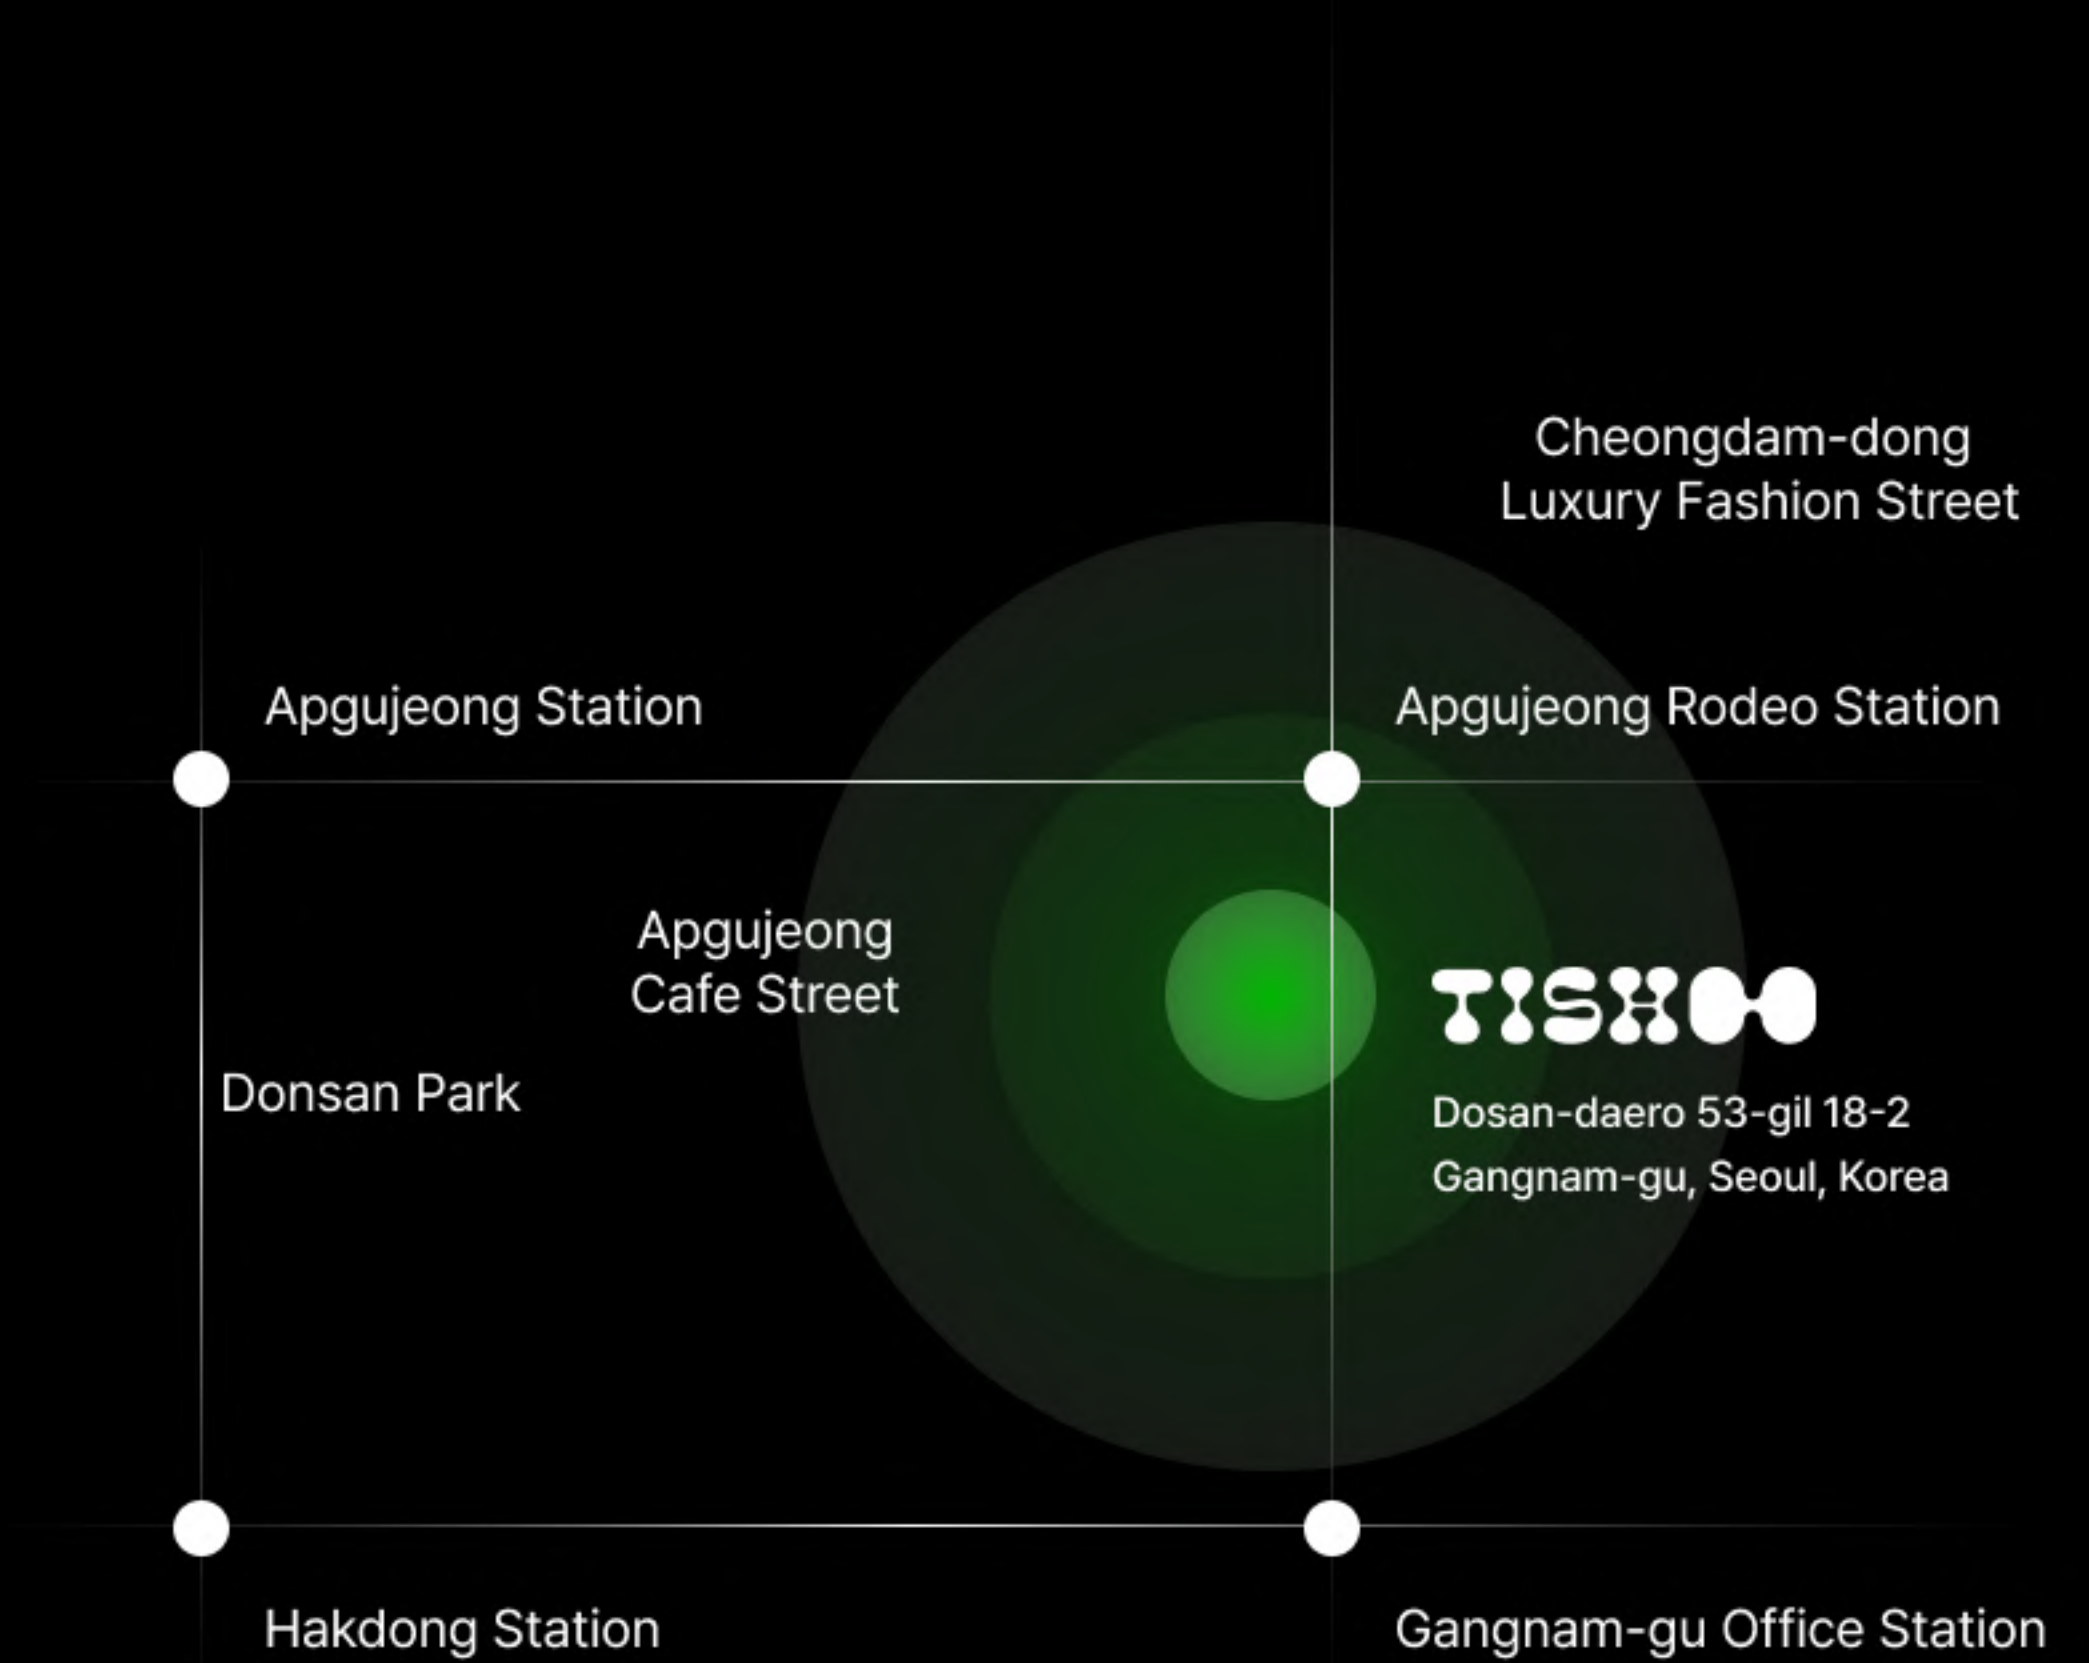 Cheongdam-dong
Luxury Fashion Street
Apgujeong Station
Apgujeong Rodeo Station
Apgujeong
Cafe Street
Donsan Park
Dosan-daero 53-gil 18-2
Gangnam-gu, Seoul, Korea
Hakdong Station
Gangnam-gu Office Station